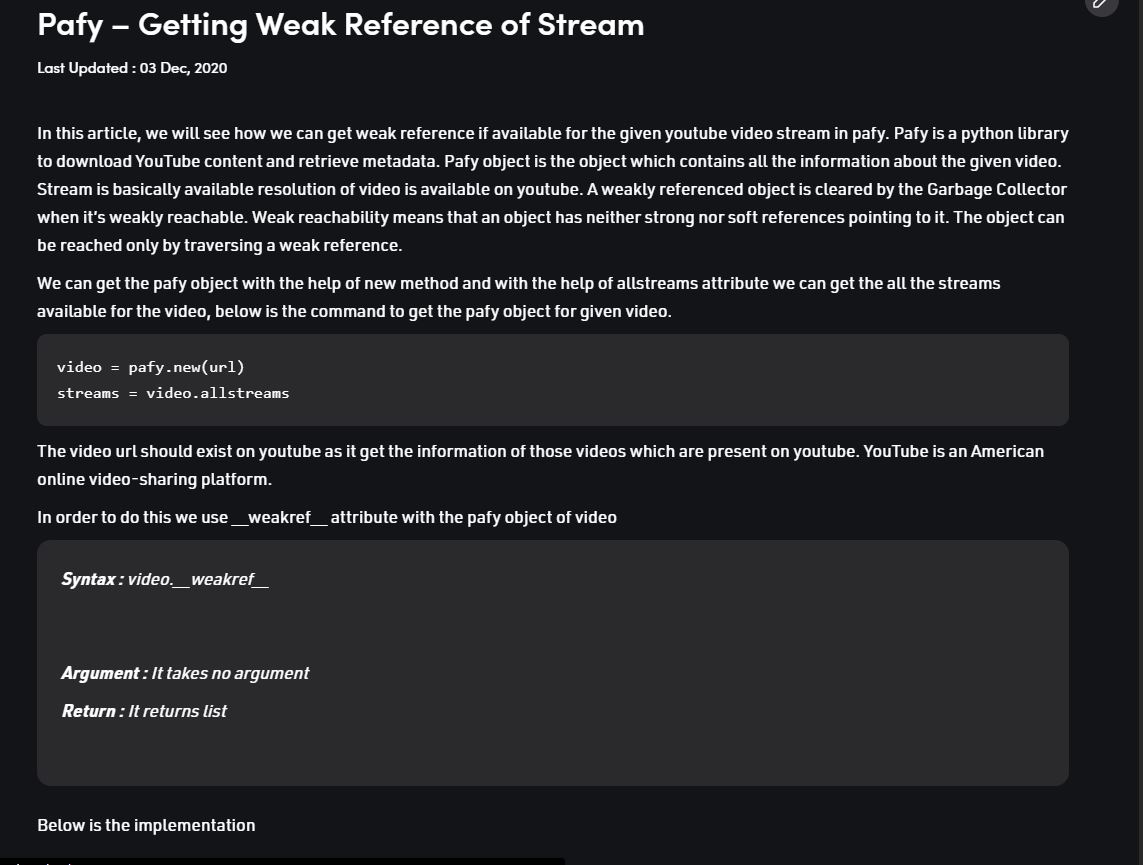 Pafy – Getting Weak Reference of Stream
Last Updated : 03 Dec, 2020
In this article, we will see how we can get weak reference if available for the given youtube video stream in pafy. Pafy is a python library
to download YouTube content and retrieve metadata. Pafy object is the object which contains all the information about the given video.
Stream is basically available resolution of video is available on youtube. A weakly referenced object is cleared by the Garbage Collector
when it's weakly reachable. Weak reachability means that an object has neither strong nor soft references pointing to it. The object can
be reached only by traversing a weak reference.
We can get the pafy object with the help of new method and with the help of allstreams attribute we can get the all the streams
available for the video, below is the command to get the pafy object for given video.
video = pafy.new(url)
streams = video.allstreams
The video url should exist on youtube as it get the information of those videos which are present on youtube. YouTube is an American
online video-sharing platform.
In order to do this we use __weakref__ attribute with the pafy object of video
Syntax : video.__weakref__
Argument : It takes no argument
Return : It returns list
Below is the implementation